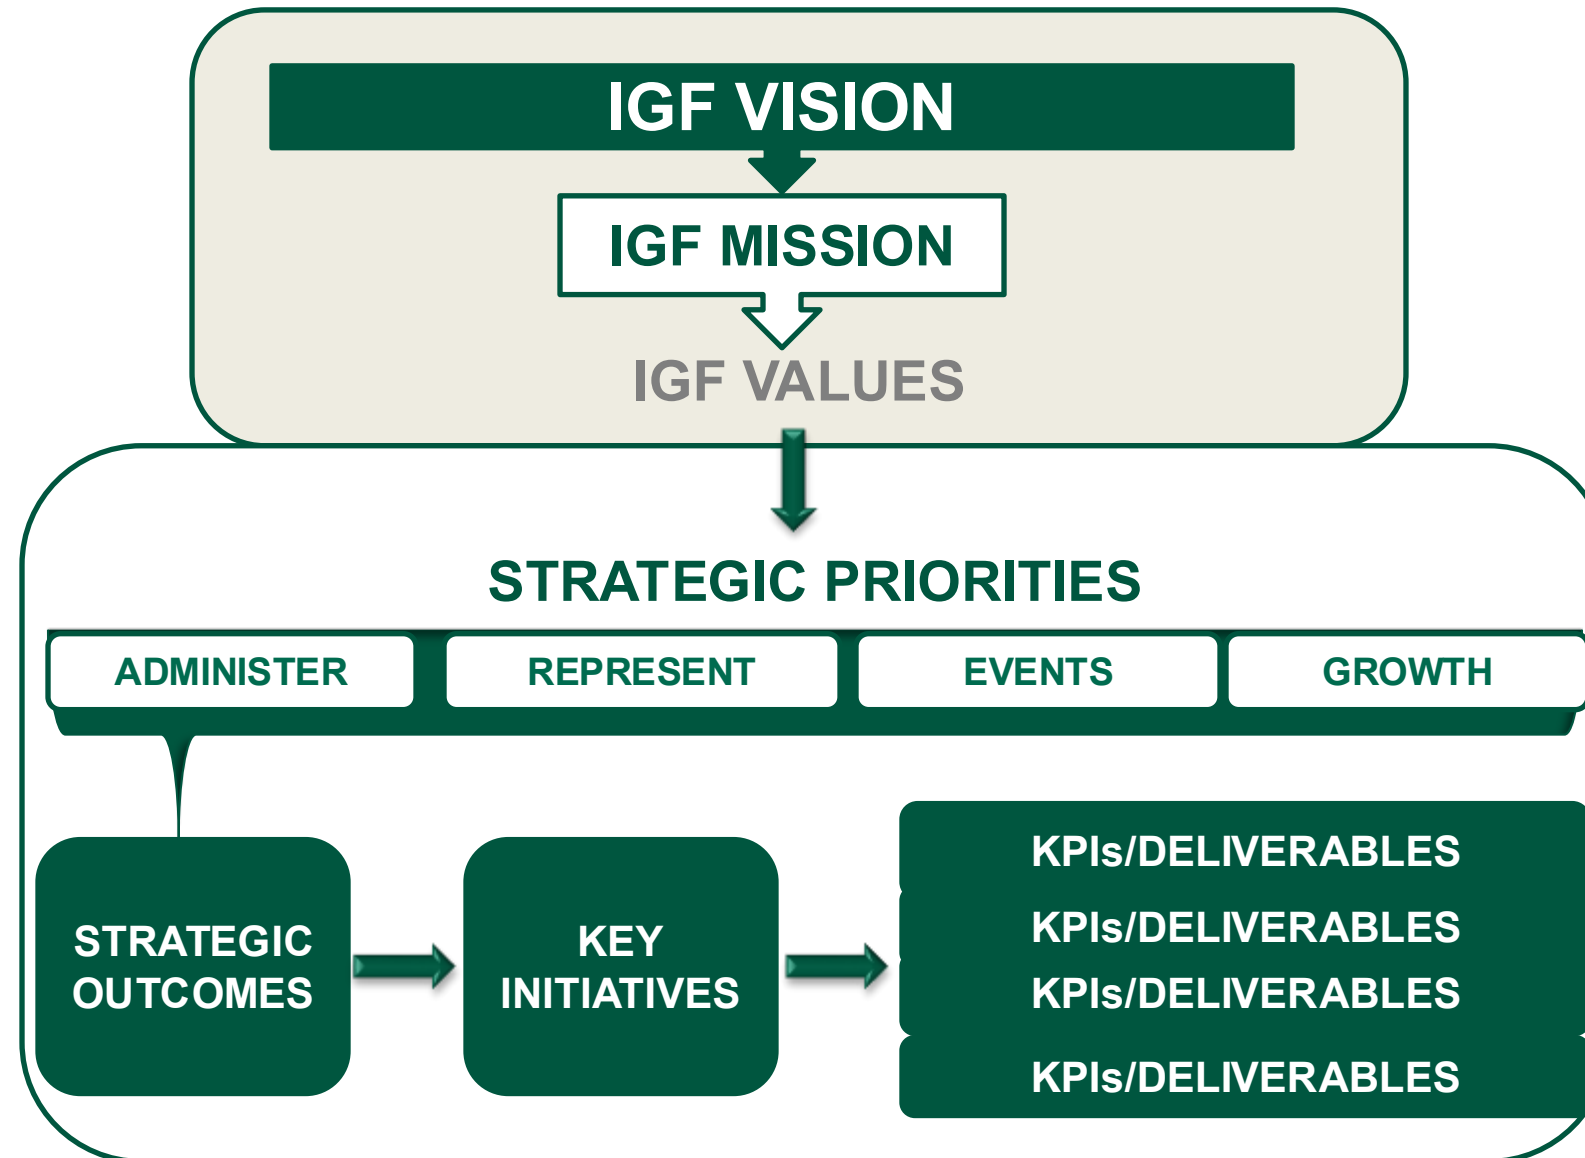 IGF VISION
IGF MISSION
IGF VALUES
STRATEGIC PRIORITIES
ADMINISTER
REPRESENT
EVENTS
GROWTH
STRATEGIC
OUTCOMES
KEY
INITIATIVES
KPIs/DELIVERABLES
KPIs/DELIVERABLES
KPIs/DELIVERABLES
KPIs/DELIVERABLES